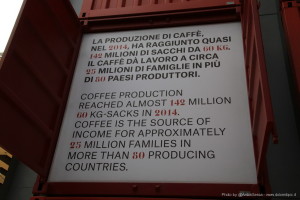 LA PRODUZIONE DI CAFFÈ,
NEL 2014, HA RAGGIUNTO QUASI
142 MILIONI DI SACCHI DA 60 KG.
IL CAFFÈ DÀ LAVORO A CIRCA
25 MILIONI DI FAMIGLIE IN PIÙ
DI 80 PAESI PRODUTTORI.
COFFEE PRODUCTION
REACHED ALMOST 142 MILLION
60 KG-SACKS IN 2014.
COFFEE IS THE SOURCE OF
INCOME FOR APPROXIMATELY
25 MILLION FAMILIES IN
MORE THAN 80 PRODUCING
COUNTRIES.